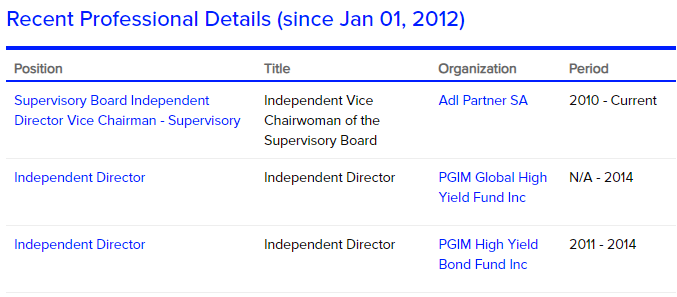 Recent Professional Details (since Jan 01, 2012)
Position Title Organization Period
Supervisory Board Independent Independent Vice Adl Partner SA 2010 - Current
Director Vice Chairman - Supervisory Chairwoman of the
Supervisory Board
Independent Director Independent Director PGIM Global High N/A - 2014
Yield Fund Inc
Independent Director Independent Director PGIM High Yield 2011 - 2014
Bond Fund Inc